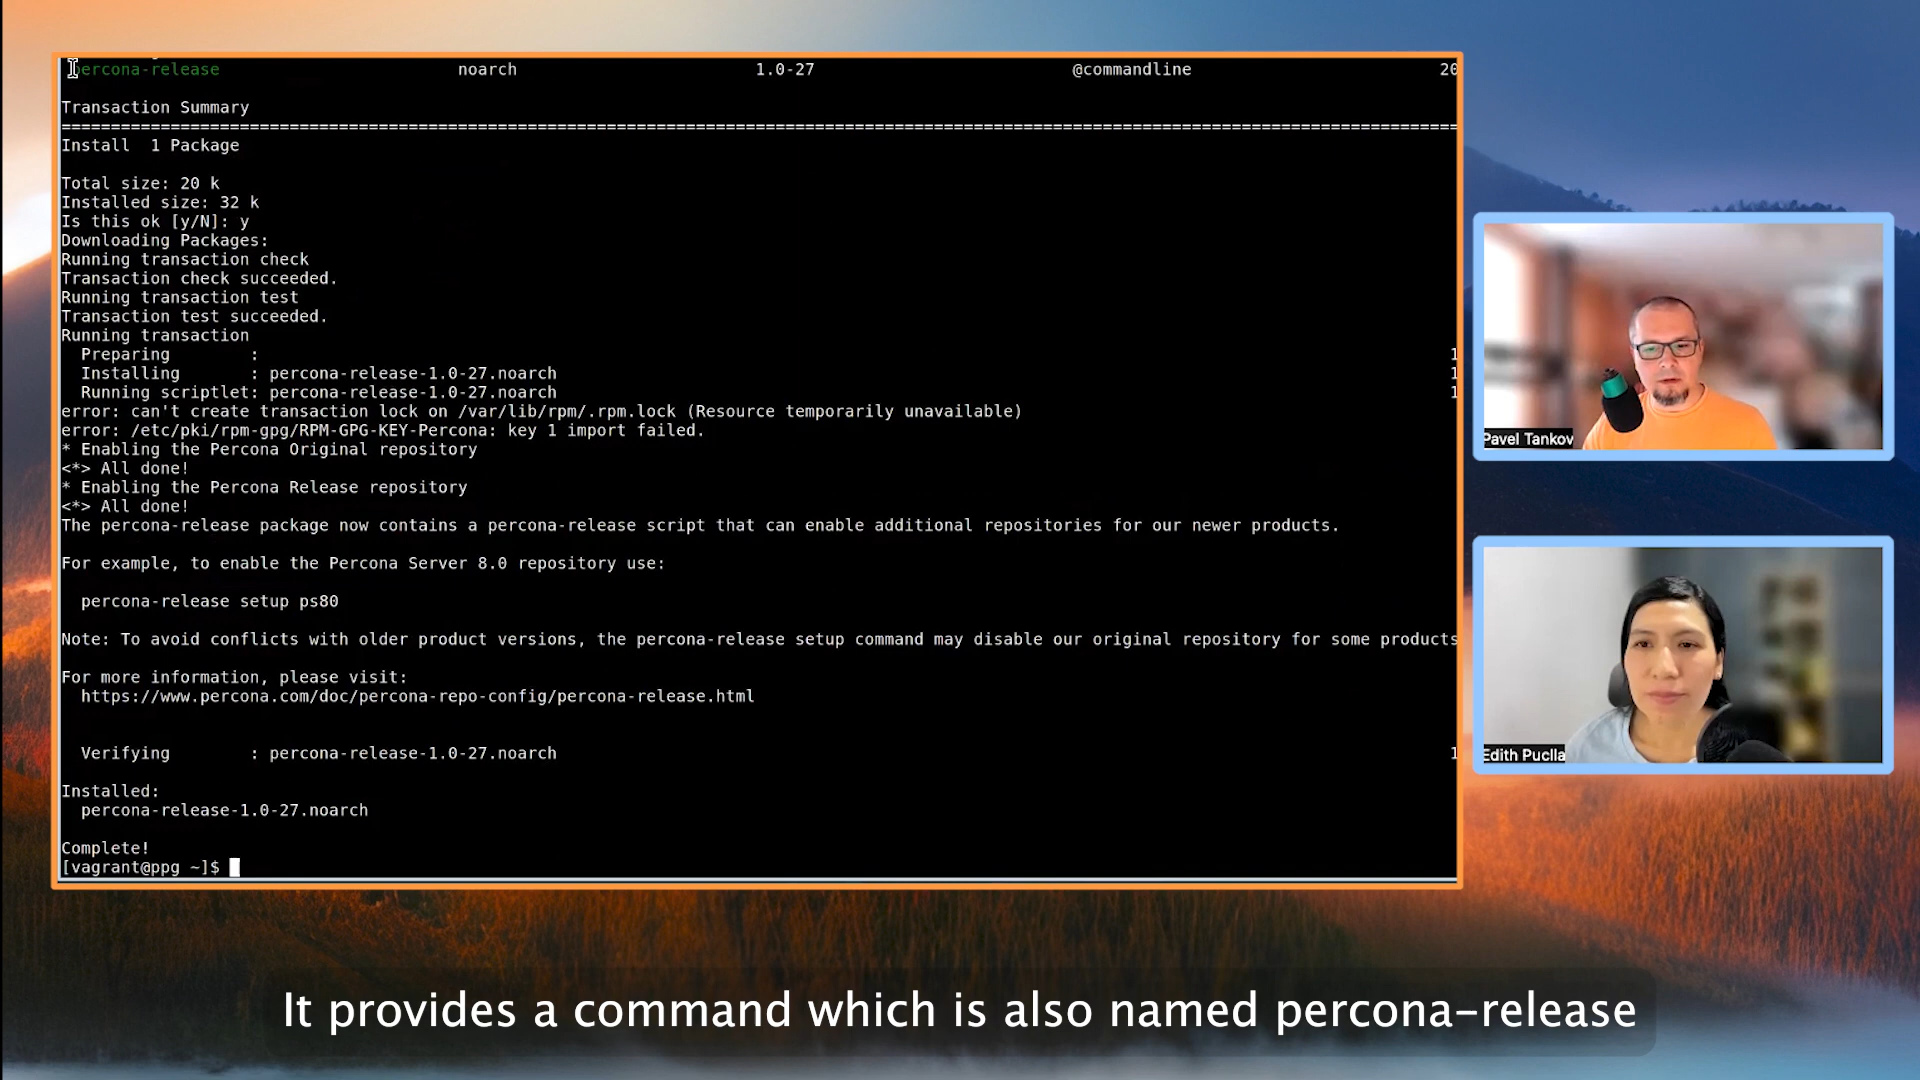 percona-release noarch 1.0-27 @commandline 20
Transaction Summary
================================================================================
Install  1 Package
Total size: 20 k
Installed size: 32 k
Is this ok [y/N]: y
Downloading Packages:
Running transaction check
Transaction check succeeded.
Running transaction test
Transaction test succeeded.
Running transaction
Preparing : 1
Installing : percona-release-1.0-27.noarch 1
Running scriptlet: percona-release-1.0-27.noarch 1
error: can't create transaction lock on /var/lib/rpm/.rpm.lock (Resource temporarily unavailable)
error: /etc/pki/rpm-gpg/RPM-GPG-KEY-Percona: key 1 import failed.
* Enabling the Percona Original repository
<*> All done!
* Enabling the Percona Release repository
<*> All done!
The percona-release package now contains a percona-release script that can enable additional repositories for our newer products.
For example, to enable the Percona Server 8.0 repository use:
percona-release setup ps80
Note: To avoid conflicts with older product versions, the percona-release setup command may disable our original repository for some products
For more information, please visit:
https://www.percona.com/doc/percona-repo-config/percona-release.html
Verifying : percona-release-1.0-27.noarch 1
Installed:
percona-release-1.0-27.noarch
Complete!
[vagrant@ppg ~]$
Pavel Tankov
Edith Puclla
It provides a command which is also named percona-release